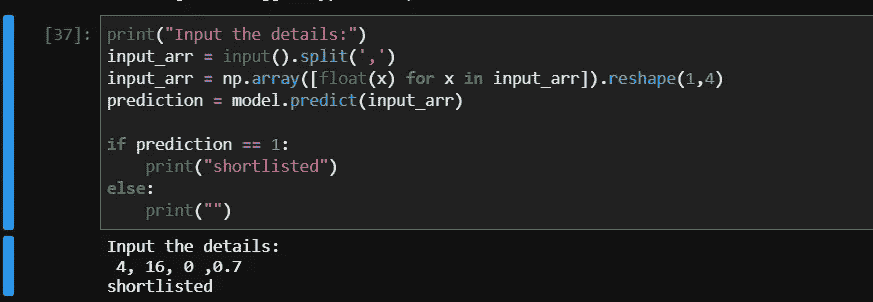 [37]: print("Input the details:")
input_arr = input().split(',')
input_arr = np.array([float(x) for x in input_arr]).reshape(1,4)
prediction = model.predict(input_arr)
if prediction == 1:
    print("shortlisted")
else:
    print("")
Input the details:
 4, 16, 0 ,0.7
shortlisted